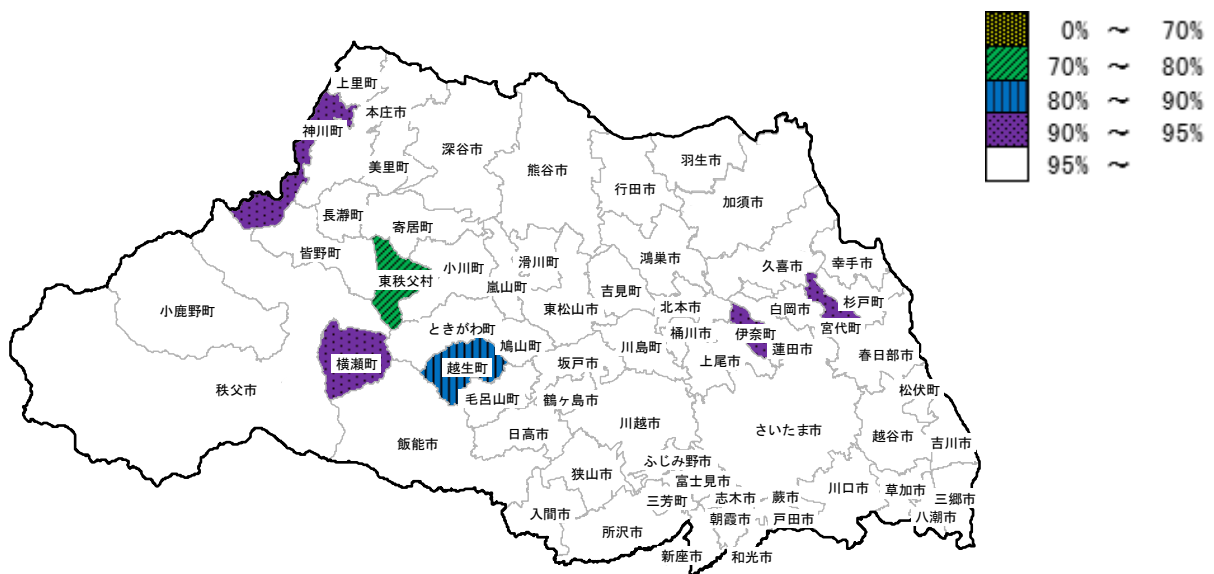 0% ～ 70%
70% ～ 80%
80% ～ 90%
90% ～ 95%
95% ～
上里町
本庄市
神川町
美里町
深谷市
熊谷市
行田市
羽生市
加須市
長瀞町
寄居町
皆野町
東秩父村
小川町
滑川町
嵐山町
鴻巣市
吉見町
久喜市
幸手市
小鹿野町
東松山市
北本市
白岡市
杉戸町
ときがわ町
鳩山町
桶川市
伊奈町
宮代町
横瀬町
越生町
坂戸市
川島町
上尾市
蓮田市
春日部市
秩父市
毛呂山町
鶴ヶ島市
松伏町
飯能市
日高市
川越市
さいたま市
越谷市
吉川市
ふじみ野市
狭山市
富士見市
三芳町
志木市
蕨市
川口市
草加市
三郷市
入間市
所沢市
朝霞市
戸田市
八潮市
新座市
和光市